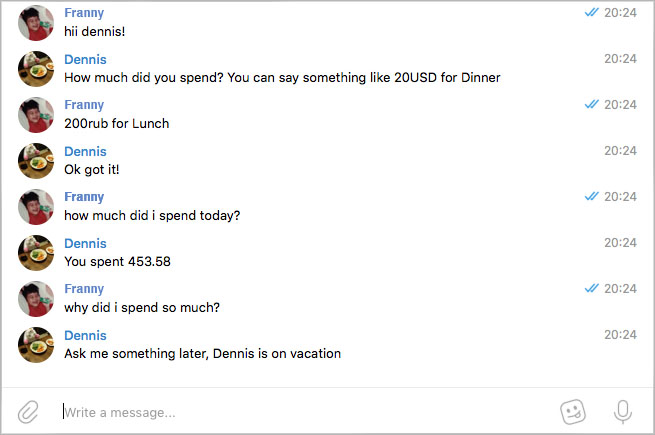 Franny 20:24
hii dennis!
Dennis 20:24
How much did you spend? You can say something like 20USD for Dinner
Franny 20:24
200rub for Lunch
Dennis 20:24
Ok got it!
Franny 20:24
how much did i spend today?
Dennis 20:24
You spent 453.58
Franny 20:24
why did i spend so much?
Dennis 20:24
Ask me something later, Dennis is on vacation
Write a message...